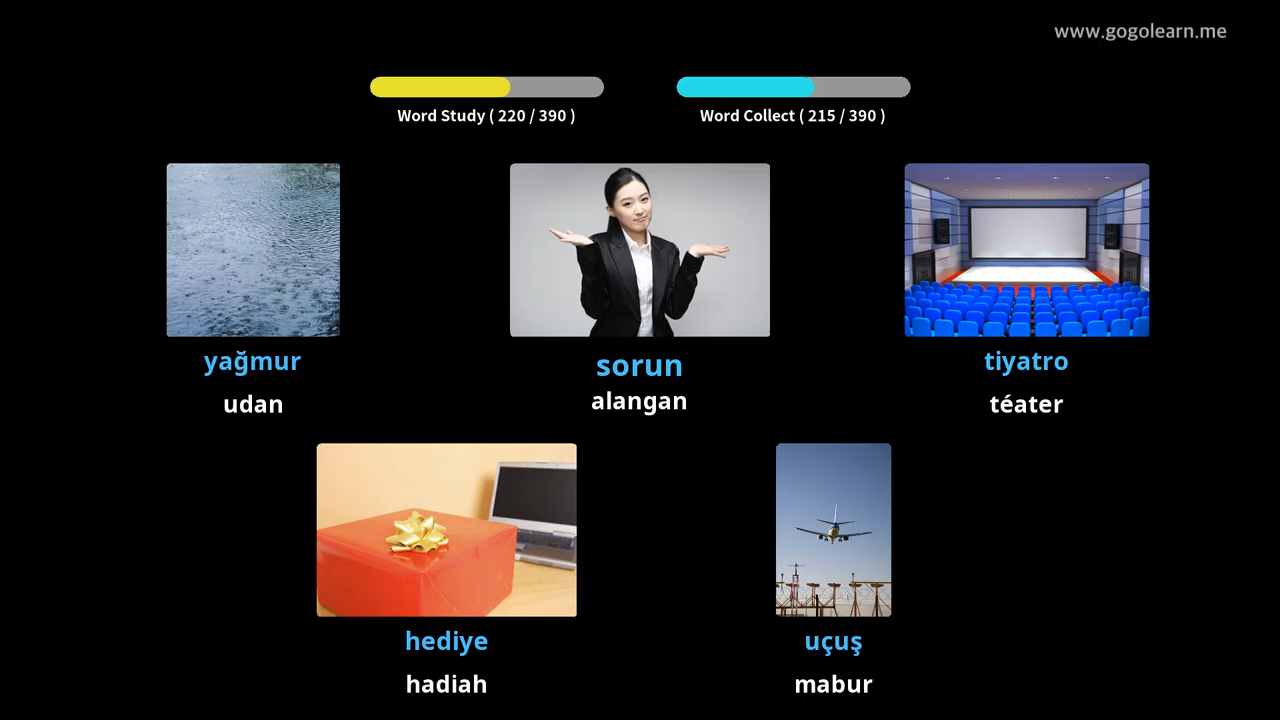 www.gogolearn.me
Word Study ( 220 / 390 )
Word Collect ( 215 / 390 )
yağmur
udan
sorun
alangan
tiyatro
téater
hediye
hadiah
uçuş
mabur